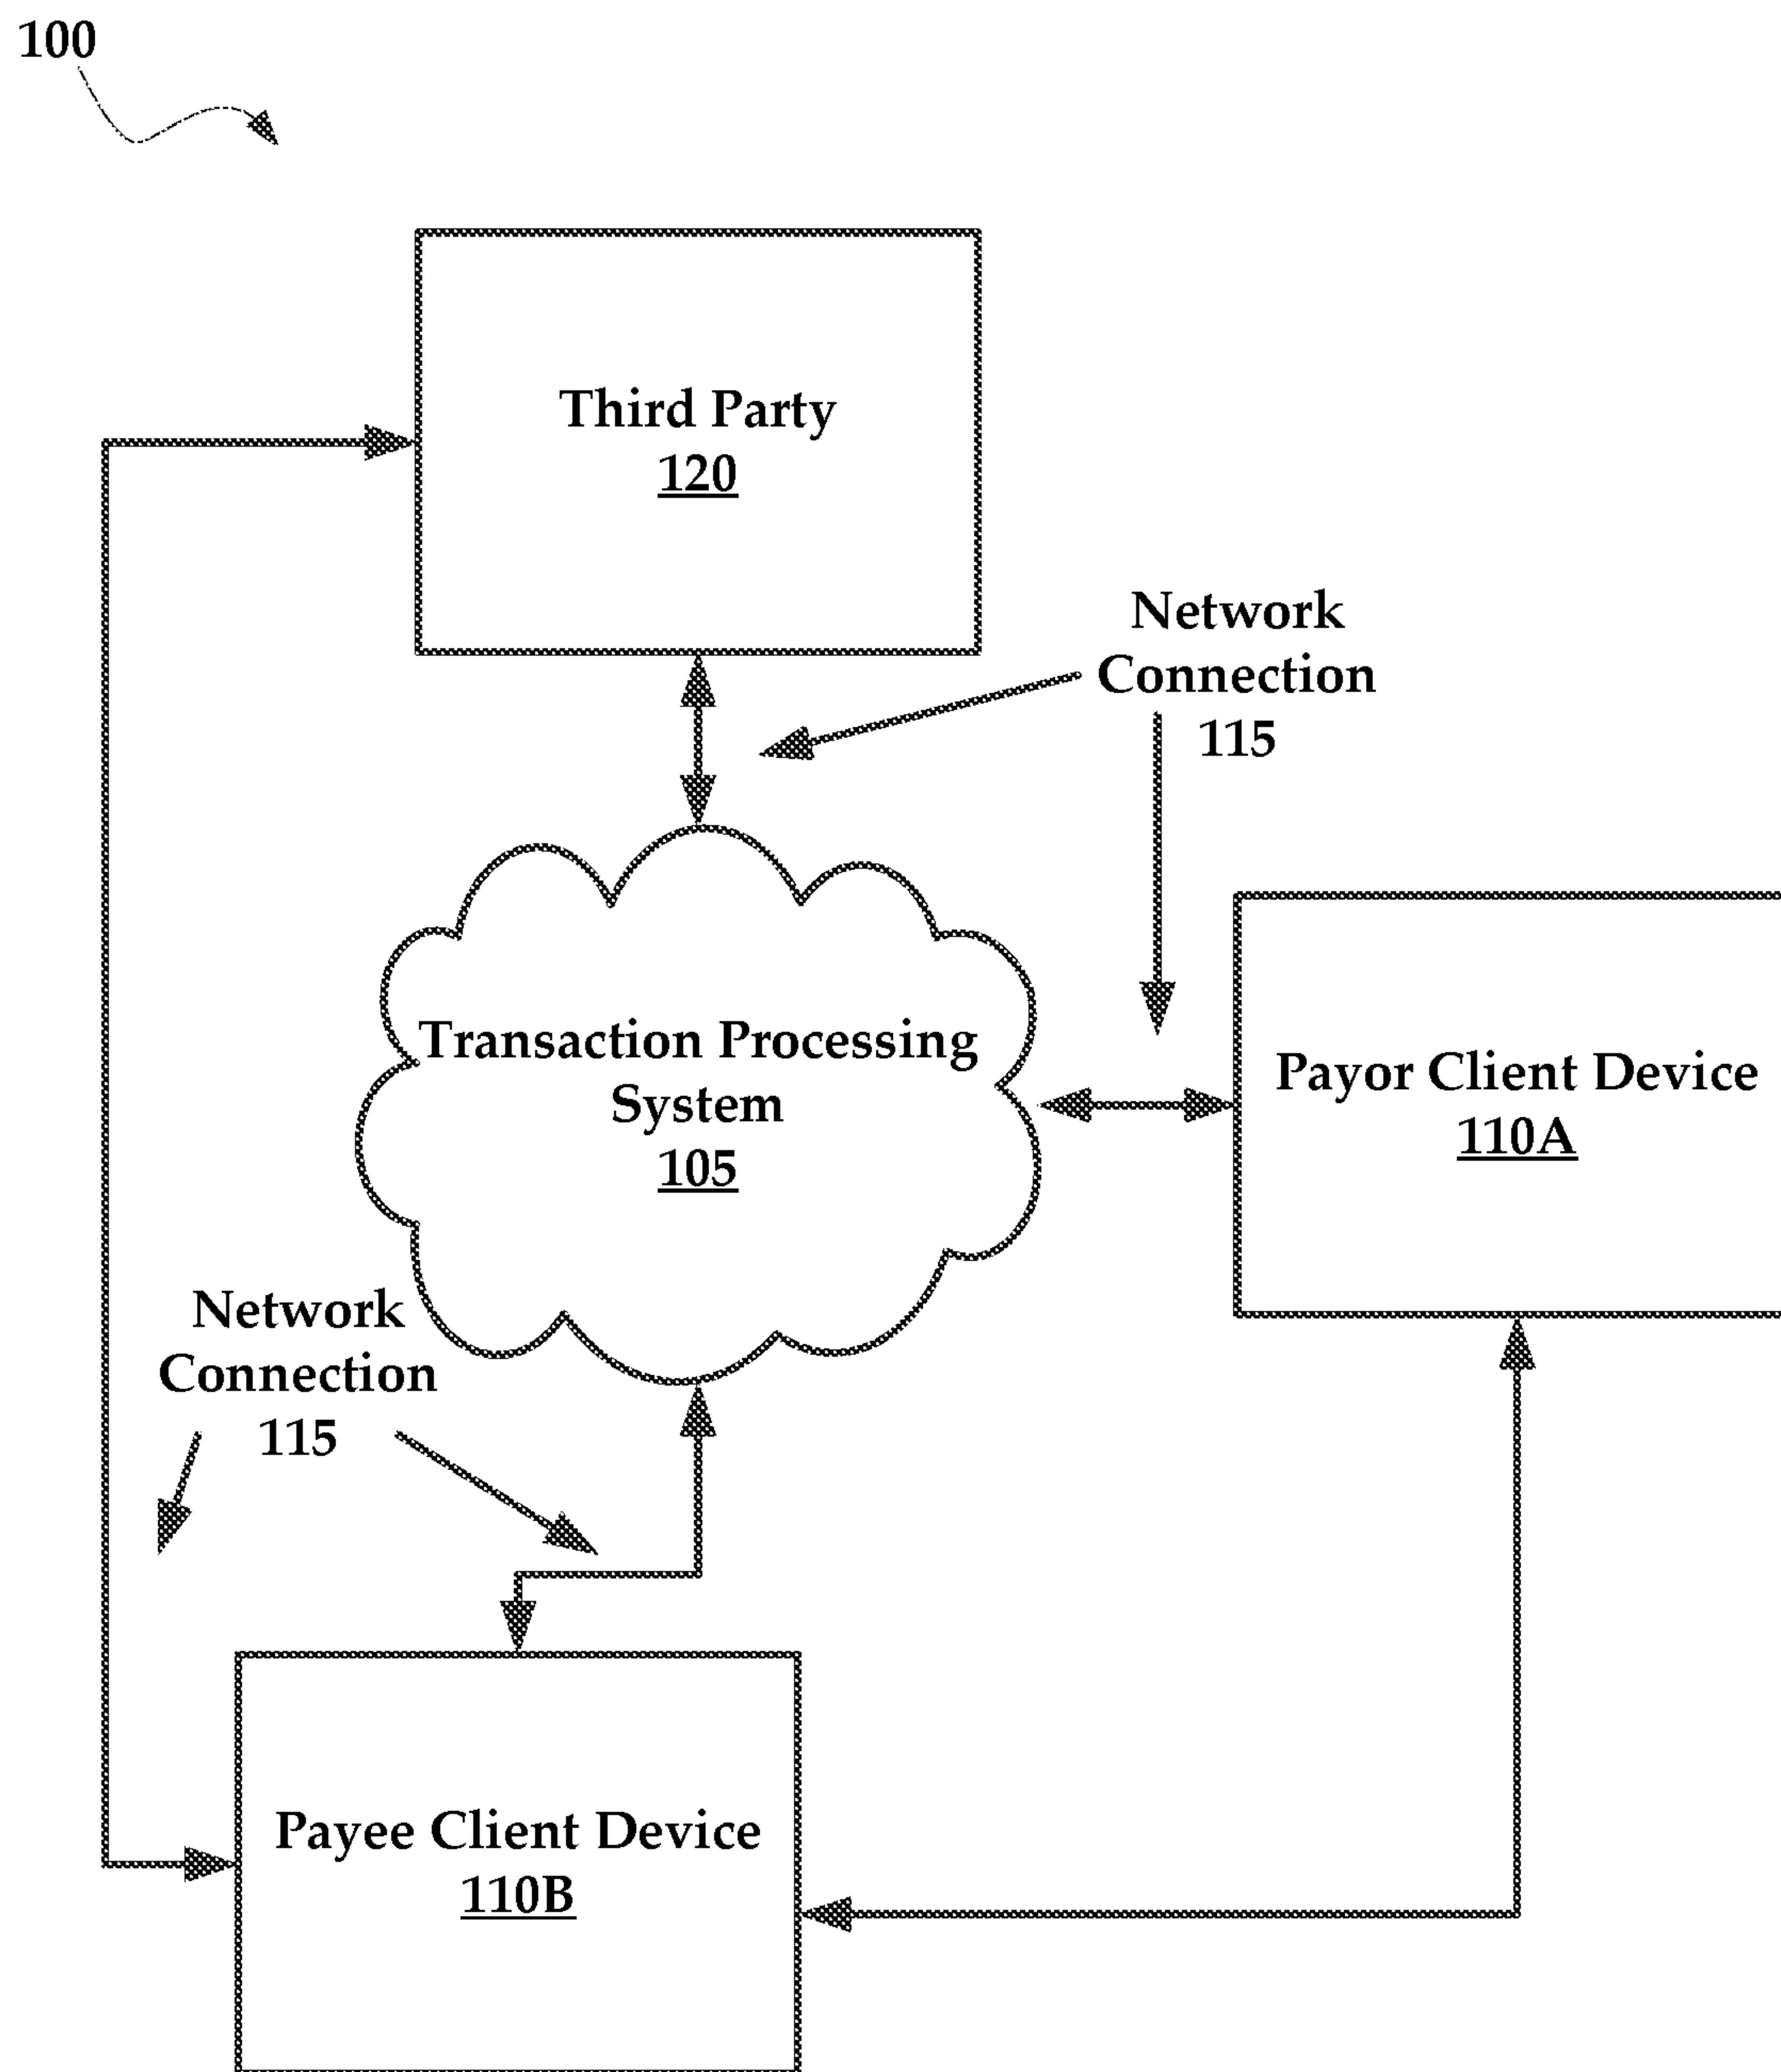 100
Third Party
120
Network
Connection
115
Transaction Processing
System
105
Payor Client Device
110A
Network
Connection
115
Payee Client Device
110B